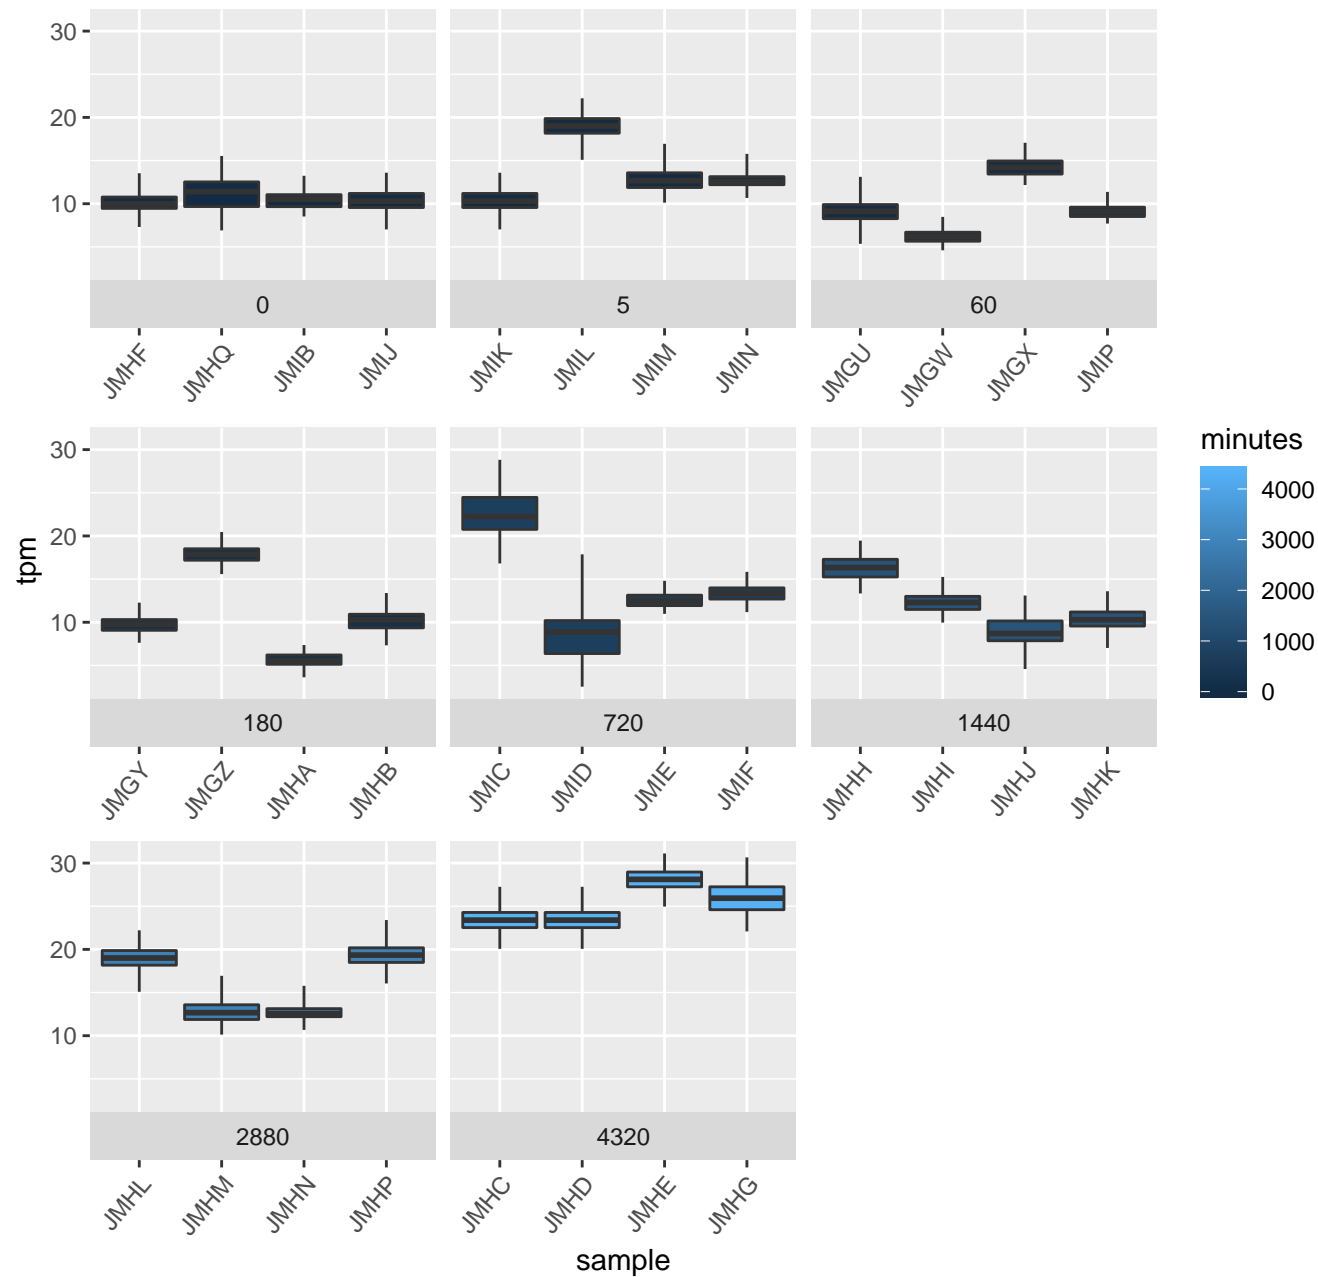 30
20
10
0
5
60
JMHF
JMHQ
JMIB
JMIJ
JMIK
JMIL
JMIM
JMIN
JMGU
JMGW
JMGX
JMIP
30
20
10
180
720
1440
JMGY
JMGZ
JMHA
JMHB
JMIC
JMID
JMIE
JMIF
JMHH
JMHI
JMHJ
JMHK
30
20
10
2880
4320
JMHL
JMHM
JMHN
JMHP
JMHC
JMHD
JMHE
JMHG
tpm
sample
minutes
4000
3000
2000
1000
0